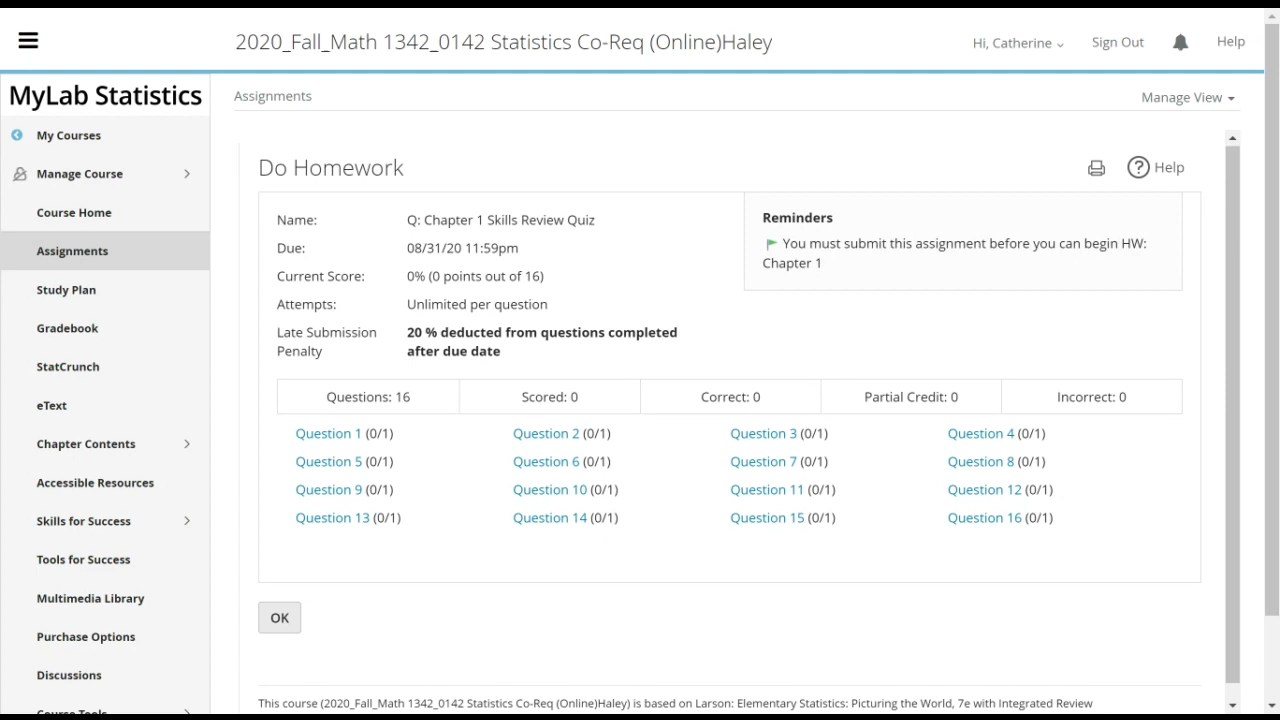 2020_Fall_Math 1342_0142 Statistics Co-Req (Online)Haley
Hi, Catherine
Sign Out
Help
MyLab Statistics
My Courses
Manage Course
Course Home
Assignments
Study Plan
Gradebook
StatCrunch
eText
Chapter Contents
Accessible Resources
Skills for Success
Tools for Success
Multimedia Library
Purchase Options
Discussions
Course Tools
Assignments
Manage View
Do Homework
Help
Name: Q: Chapter 1 Skills Review Quiz
Due: 08/31/20 11:59pm
Current Score: 0% (0 points out of 16)
Attempts: Unlimited per question
Late Submission 20 % deducted from questions completed
Penalty after due date
Reminders
You must submit this assignment before you can begin HW:
Chapter 1
Questions: 16 Scored: 0 Correct: 0 Partial Credit: 0 Incorrect: 0
Question 1 (0/1) Question 2 (0/1) Question 3 (0/1) Question 4 (0/1)
Question 5 (0/1) Question 6 (0/1) Question 7 (0/1) Question 8 (0/1)
Question 9 (0/1) Question 10 (0/1) Question 11 (0/1) Question 12 (0/1)
Question 13 (0/1) Question 14 (0/1) Question 15 (0/1) Question 16 (0/1)
OK
This course (2020_Fall_Math 1342_0142 Statistics Co-Req (Online)Haley) is based on Larson: Elementary Statistics: Picturing the World, 7e with Integrated Review